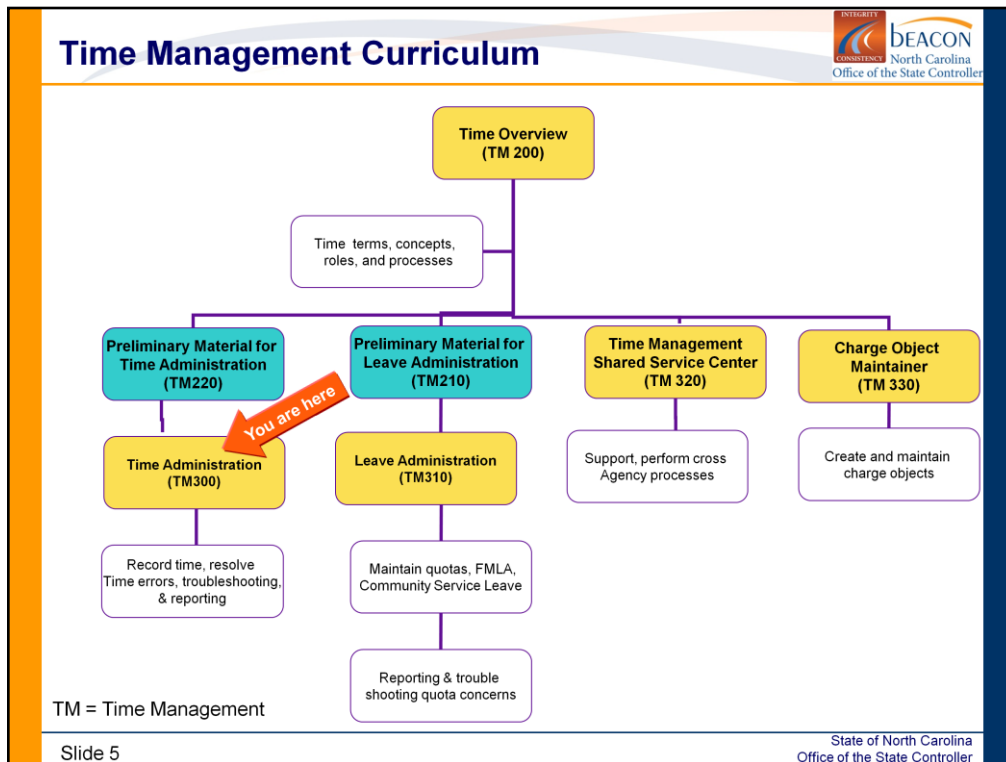 Time Management Curriculum
INTEGRITY
CONSISTENCY
bEACON
North Carolina
Office of the State Controller
Time Overview
(TM 200)
Time terms, concepts,
roles, and processes
Preliminary Material for
Time Administration
(TM220)
Preliminary Material for
Leave Administration
(TM210)
Time Management
Shared Service Center
(TM 320)
Charge Object
Maintainer
(TM 330)
You are here
Time Administration
(TM300)
Leave Administration
(TM310)
Support, perform cross
Agency processes
Create and maintain
charge objects
Record time, resolve
Time errors, troubleshooting,
& reporting
Maintain quotas, FMLA,
Community Service Leave
Reporting & trouble
shooting quota concerns
TM = Time Management
Slide 5
State of North Carolina
Office of the State Controller